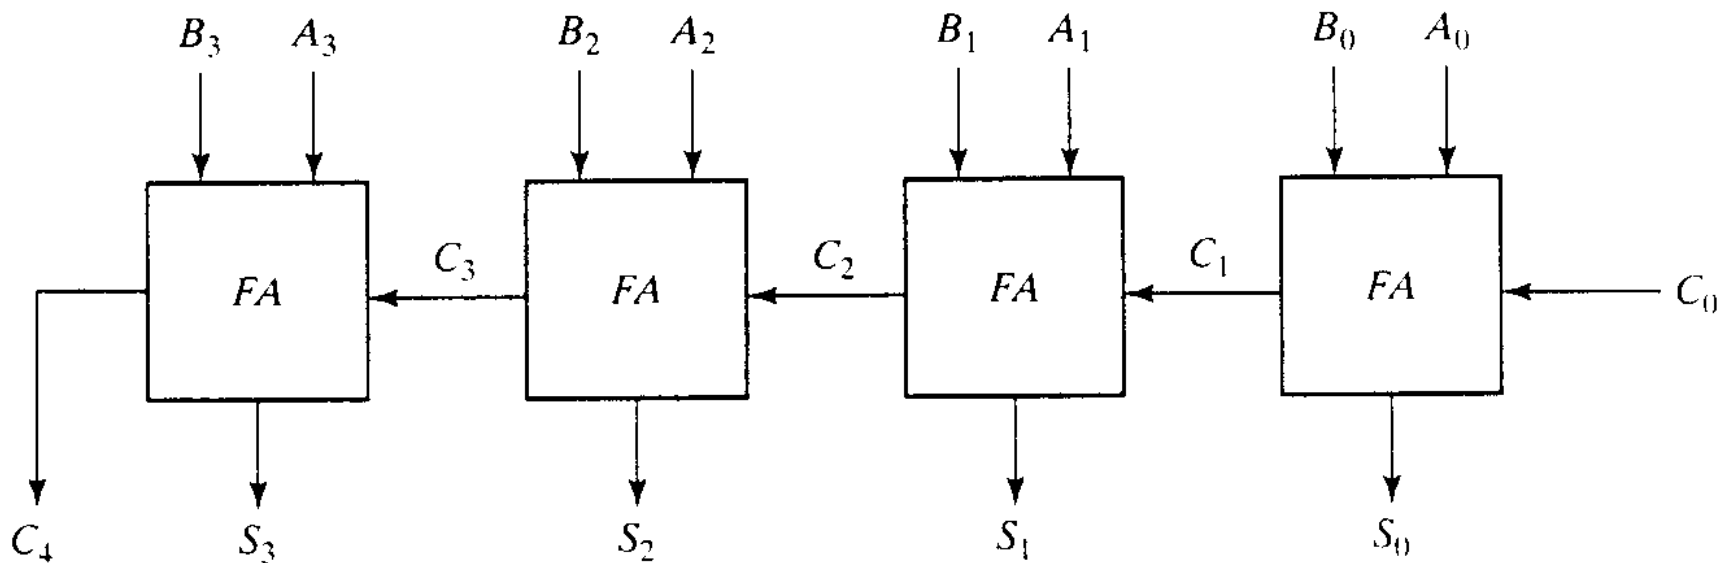 B₃ A₃ B₂ A₂ B₁ A₁ B₀ A₀
C₃ C₂ C₁
FA FA FA FA C₀
C₄ S₃ S₂ S₁ S₀